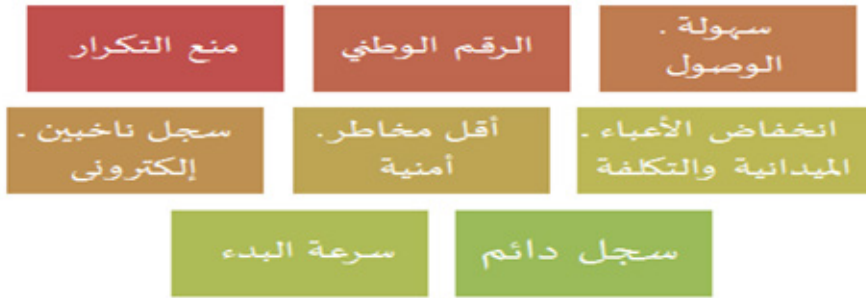 سهولة .
الوصول
الرقم الوطني
منع التكرار
انخفاض الأعباء .
الميدانية والتكلفة
أقل مخاطر.
أمنية
سجل ناخبين .
إلكترونى
سجل دائم
سرعة البدء